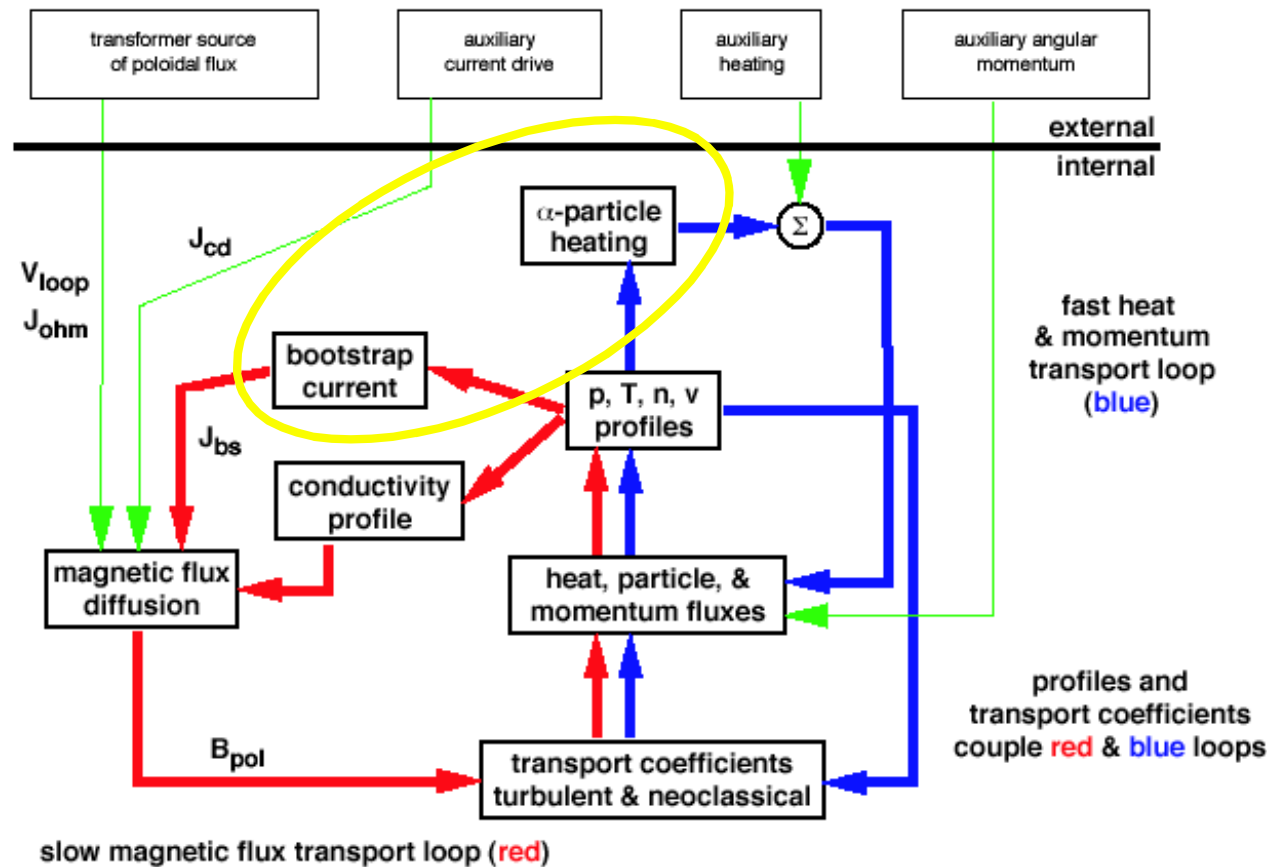 transformer source
of poloidal flux
auxiliary
current drive
auxiliary
heating
auxiliary angular
momentum
external
internal
α-particle
heating
Σ
J_cd
V_loop
J_ohm
fast heat
& momentum
transport loop
(blue)
bootstrap
current
p, T, n, v
profiles
J_bs
conductivity
profile
magnetic flux
diffusion
heat, particle, &
momentum fluxes
profiles and
transport coefficients
couple red & blue loops
B_pol
transport coefficients
turbulent & neoclassical
slow magnetic flux transport loop (red)